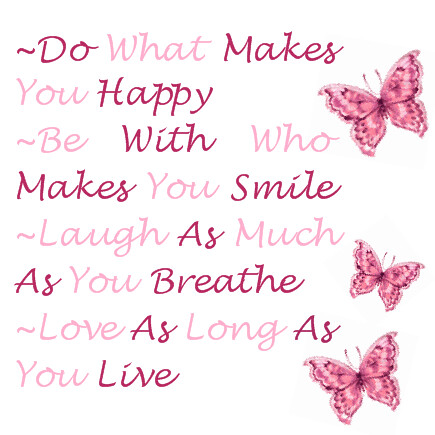 ~Do What Makes
You Happy
~Be With Who
Makes You Smile
~Laugh As Much
As You Breathe
~Love As Long As
You Live